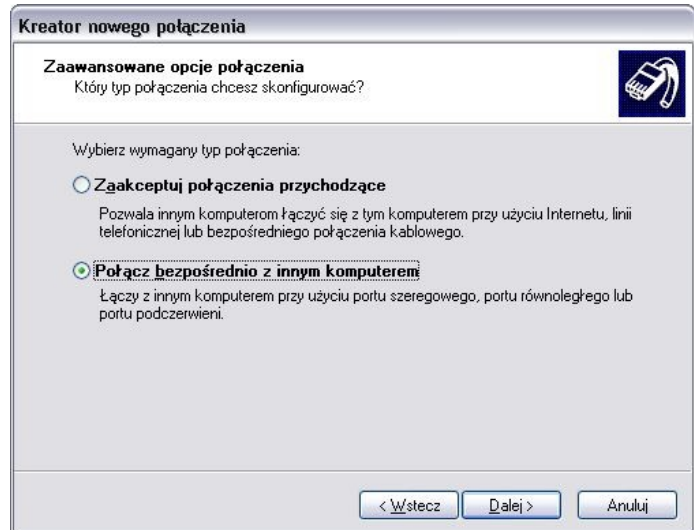 Kreator nowego połączenia
Zaawansowane opcje połączenia
Który typ połączenia chcesz skonfigurować?
Wybierz wymagany typ połączenia:
Zaakceptuj połączenia przychodzące
Pozwala innym komputerom łączyć się z tym komputerem przy użyciu Internetu, linii
telefonicznej lub bezpośredniego połączenia kablowego.
Połącz bezpośrednio z innym komputerem
Łączy z innym komputerem przy użyciu portu szeregowego, portu równoległego lub
portu podczerwieni.
< Wstecz Dalej > Anuluj